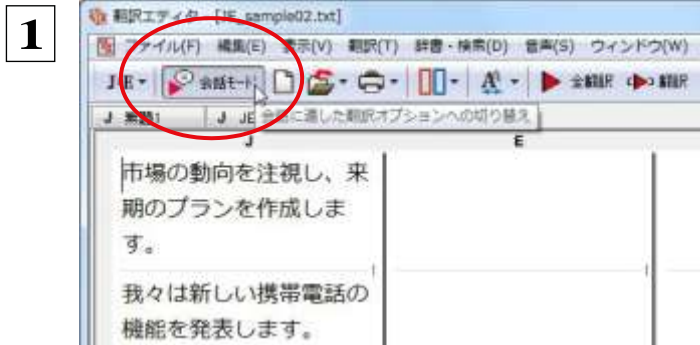 1
翻訳エディタ - [JE_sample02.txt]
ファイル(F) 編集(E) 表示(V) 翻訳(T) 辞書・検索(D) 音声(S) ウィンドウ(W)
会話モード 全翻訳 翻訳
J 無題1 J JE 会話に適した翻訳オプションへの切り替え
J E
市場の動向を注視し、来
期のプランを作成しま
す。
我々は新しい携帯電話の
機能を発表します。